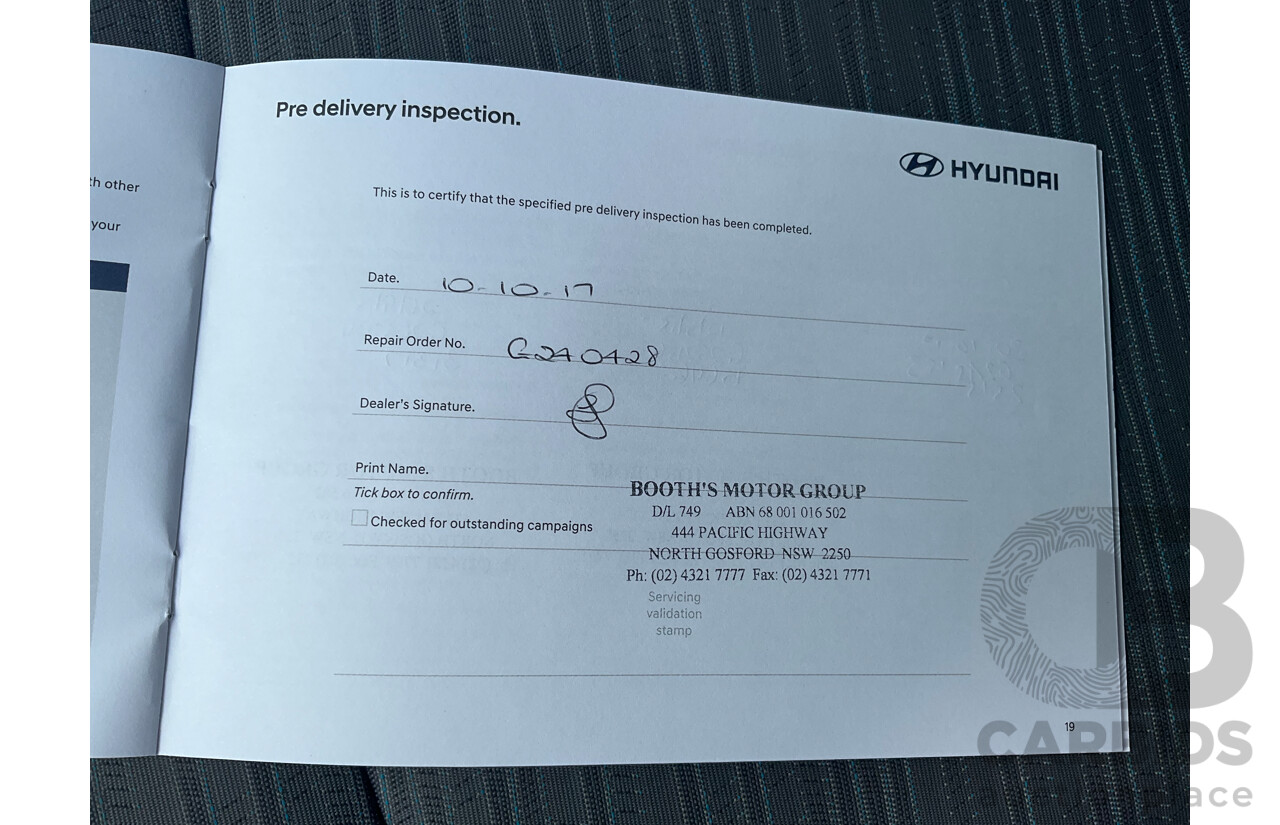 Pre delivery inspection.
HYUNDAI
th other
your
This is to certify that the specified pre delivery inspection has been completed.
Date. 10-10-17
Repair Order No. G240428
Dealer's Signature.
Print Name.
Tick box to confirm.
Checked for outstanding campaigns
BOOTH'S MOTOR GROUP
D/L 749 ABN 68 001 016 502
444 PACIFIC HIGHWAY
NORTH GOSFORD NSW 2250
Ph: (02) 4321 7777 Fax: (02) 4321 7771
Servicing
validation
stamp
19